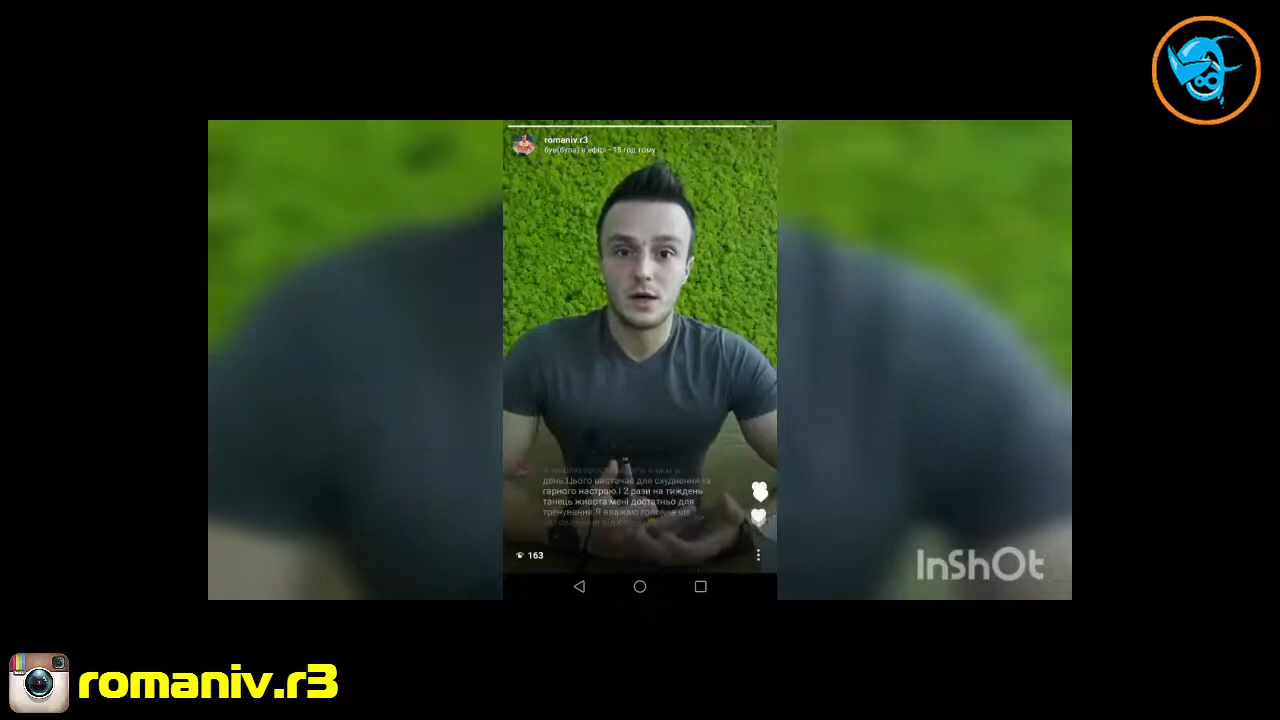 romaniv.r3
був(була) в ефірі • 15 год тому
день.Цього вистачає для схуднення та
гарного настрою.І 2 рази на тиждень
танець живота мені достатньо для
тренування.Я вважаю головне ще
163
InShOt
romaniv.r3